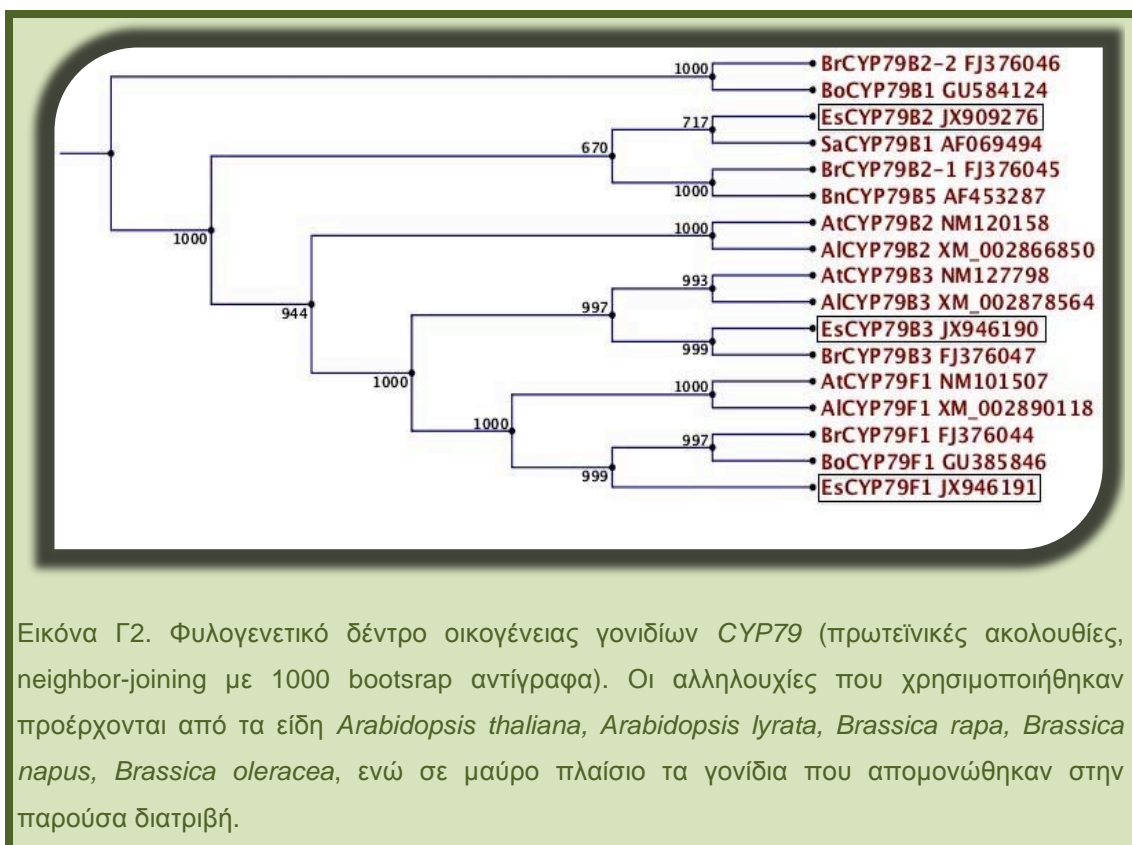 1000
BrCYP79B2-2 FJ376046
BoCYP79B1 GU584124
717
EsCYP79B2 JX909276
670
SaCYP79B1 AF069494
BrCYP79B2-1 FJ376045
1000
BnCYP79B5 AF453287
1000
1000
AtCYP79B2 NM120158
AlCYP79B2 XM_002866850
993
AtCYP79B3 NM127798
997
AlCYP79B3 XM_002878564
944
EsCYP79B3 JX946190
999
BrCYP79B3 FJ376047
1000
1000
AtCYP79F1 NM101507
AlCYP79F1 XM_002890118
1000
997
BrCYP79F1 FJ376044
BoCYP79F1 GU385846
999
EsCYP79F1 JX946191
Εικόνα Γ2. Φυλογενετικό δέντρο οικογένειας γονιδίων CYP79 (πρωτεϊνικές ακολουθίες,
neighbor-joining με 1000 bootsrap αντίγραφα). Οι αλληλουχίες που χρησιμοποιήθηκαν
προέρχονται από τα είδη Arabidopsis thaliana, Arabidopsis lyrata, Brassica rapa, Brassica
napus, Brassica oleracea, ενώ σε μαύρο πλαίσιο τα γονίδια που απομονώθηκαν στην
παρούσα διατριβή.